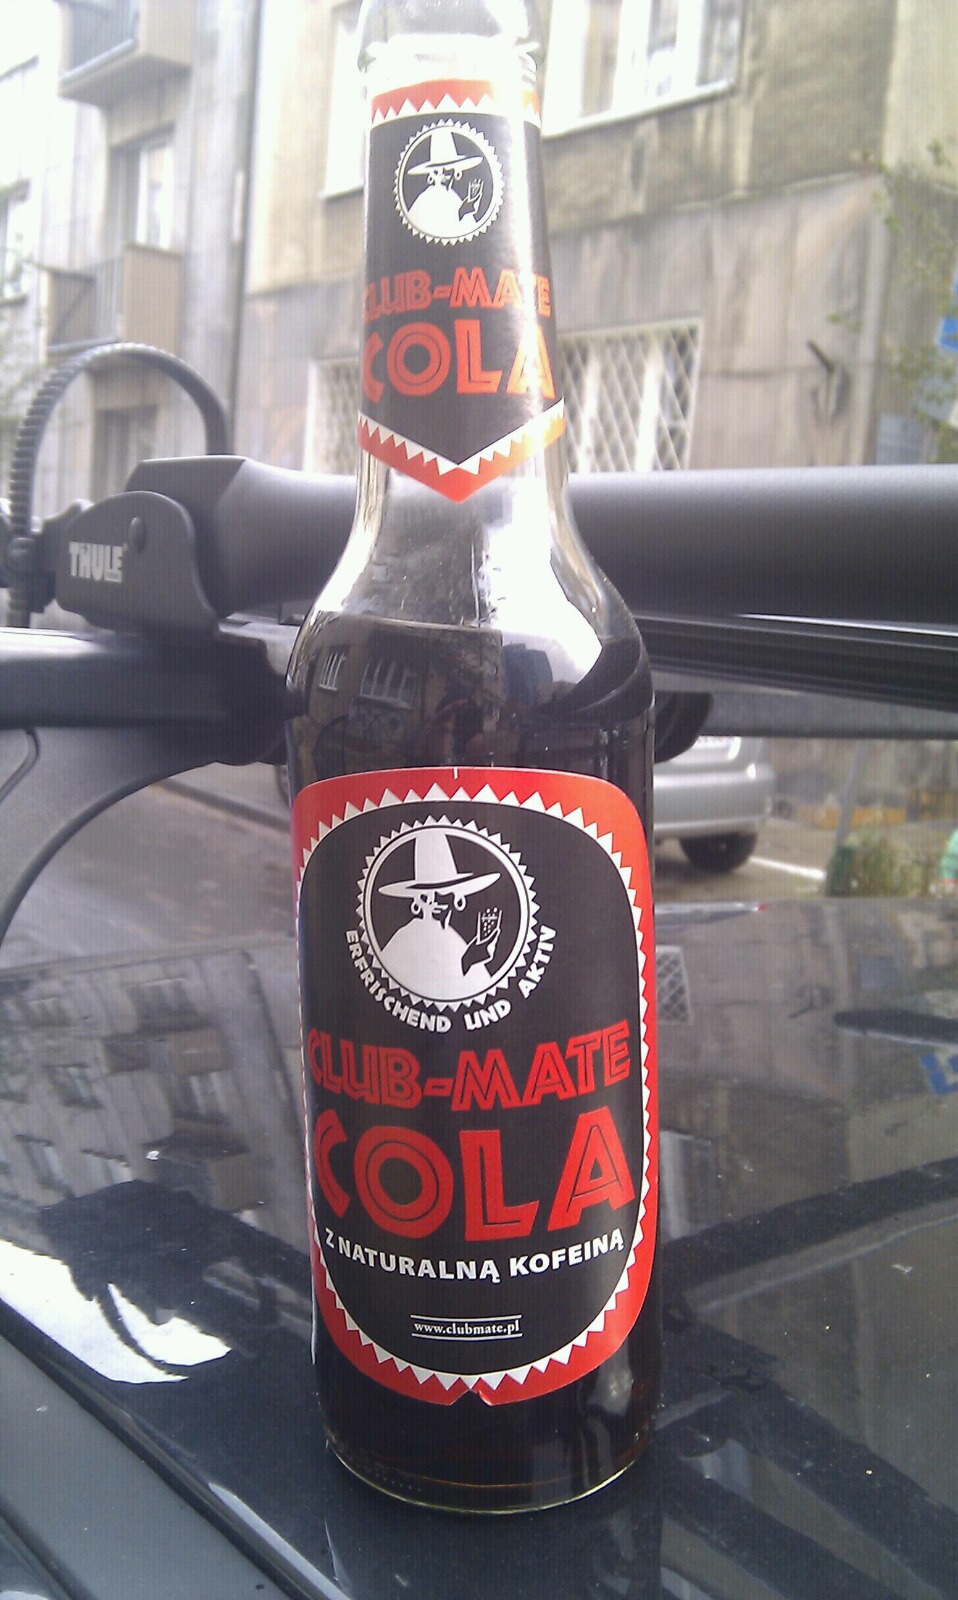 CLUB-MATE
COLA
THULE
ERFRISCHEND UND AKTIV
CLUB-MATE
COLA
Z NATURALNĄ KOFEINĄ
www.clubmate.pl